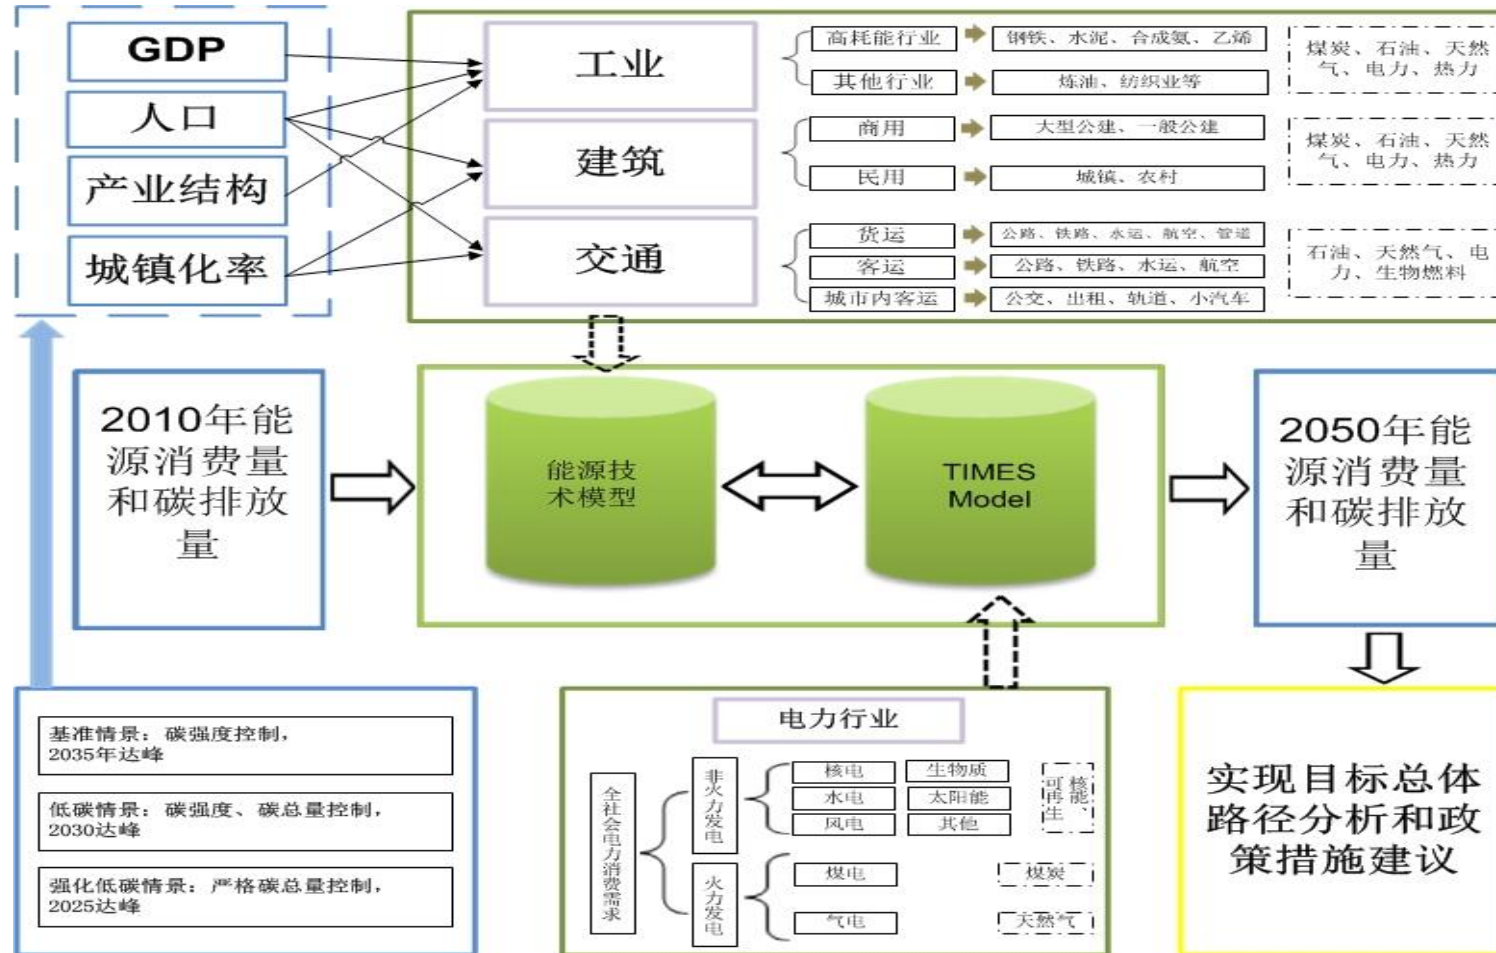 GDP
人口
产业结构
城镇化率
工业
建筑
交通
高耗能行业
钢铁、水泥、合成氨、乙烯
其他行业
炼油、纺织业等
煤炭、石油、天然
气、电力、热力
商用
大型公建、一般公建
民用
城镇、农村
煤炭、石油、天然
气、电力、热力
货运
公路、铁路、水运、航空、管道
客运
公路、铁路、水运、航空
城市内客运
公交、出租、轨道、小汽车
石油、天然气、电
力、生物燃料
2010年能
源消费量
和碳排放
量
能源技
术模型
TIMES
Model
2050年能
源消费量
和碳排放
量
基准情景：碳强度控制，
2035年达峰
低碳情景：碳强度、碳总量控制，
2030达峰
强化低碳情景：严格碳总量控制，
2025达峰
电力行业
全社会电力消费需求
非火力发电
火力发电
核电
生物质
水电
太阳能
风电
其他
核能、
可再生
煤电
煤炭
气电
天然气
实现目标总体
路径分析和政
策措施建议